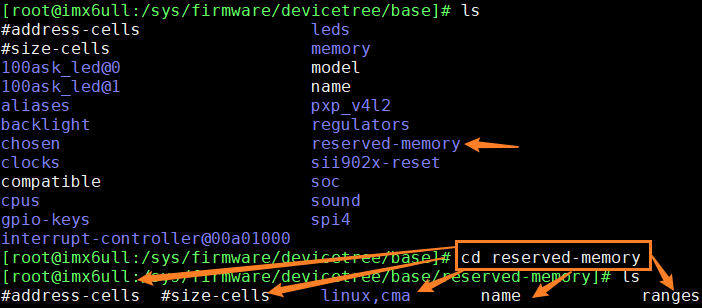 [root@imx6ull:/sys/firmware/devicetree/base]# ls
#address-cells leds
#size-cells memory
100ask_led@0 model
100ask_led@1 name
aliases pxp_v4l2
backlight regulators
chosen reserved-memory
clocks sii902x-reset
compatible soc
cpus sound
gpio-keys spi4
interrupt-controller@00a01000
[root@imx6ull:/sys/firmware/devicetree/base]# cd reserved-memory
[root@imx6ull:/sys/firmware/devicetree/base/reserved-memory]# ls
#address-cells #size-cells linux,cma name ranges